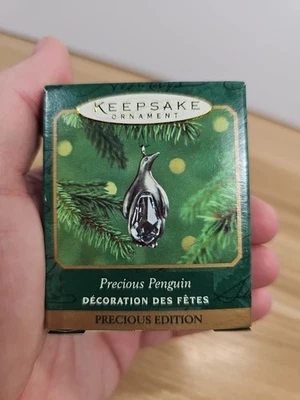 KEEPSAKE
ORNAMENT
Precious Penguin
DÉCORATION DES FÊTES
PRECIOUS EDITION